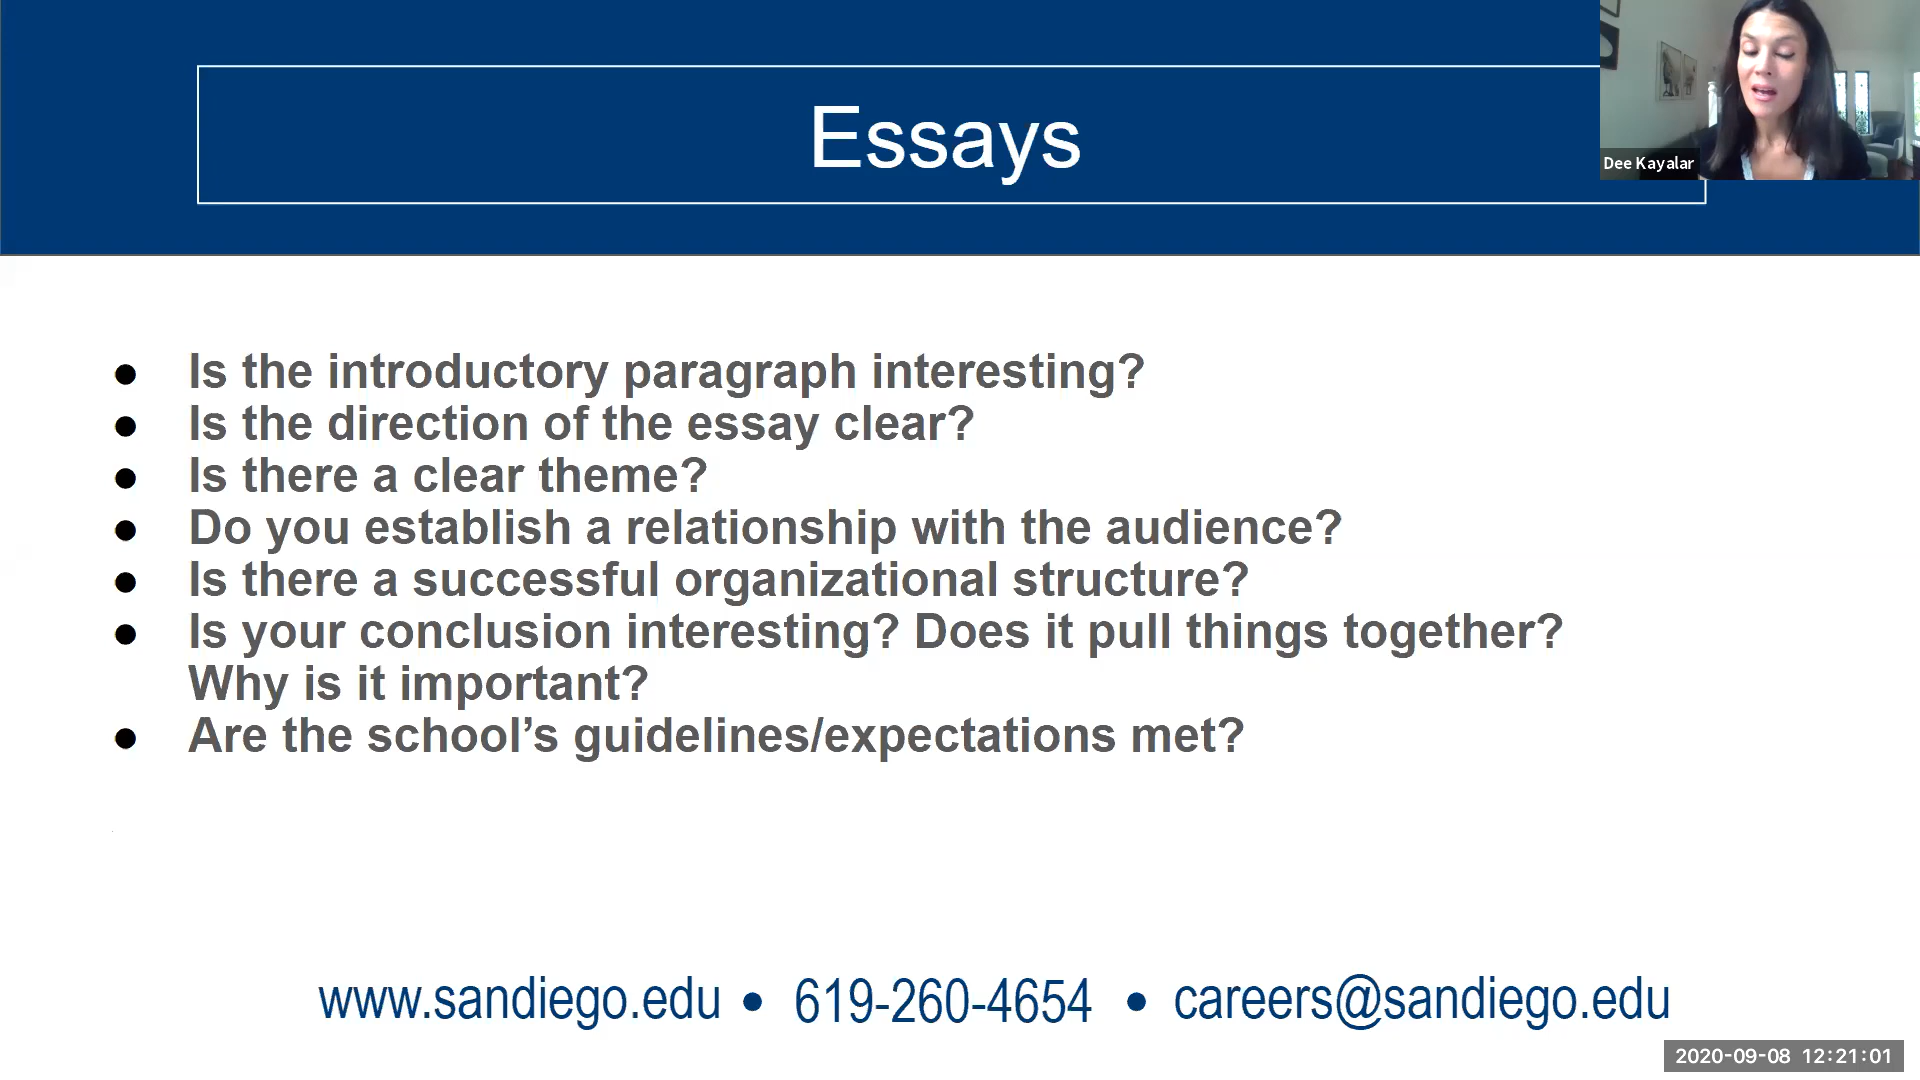 Essays
Dee Kayalar
● Is the introductory paragraph interesting?
● Is the direction of the essay clear?
● Is there a clear theme?
● Do you establish a relationship with the audience?
● Is there a successful organizational structure?
● Is your conclusion interesting? Does it pull things together?
Why is it important?
● Are the school’s guidelines/expectations met?
www.sandiego.edu ● 619-260-4654 ● careers@sandiego.edu
2020-09-08 12:21:01